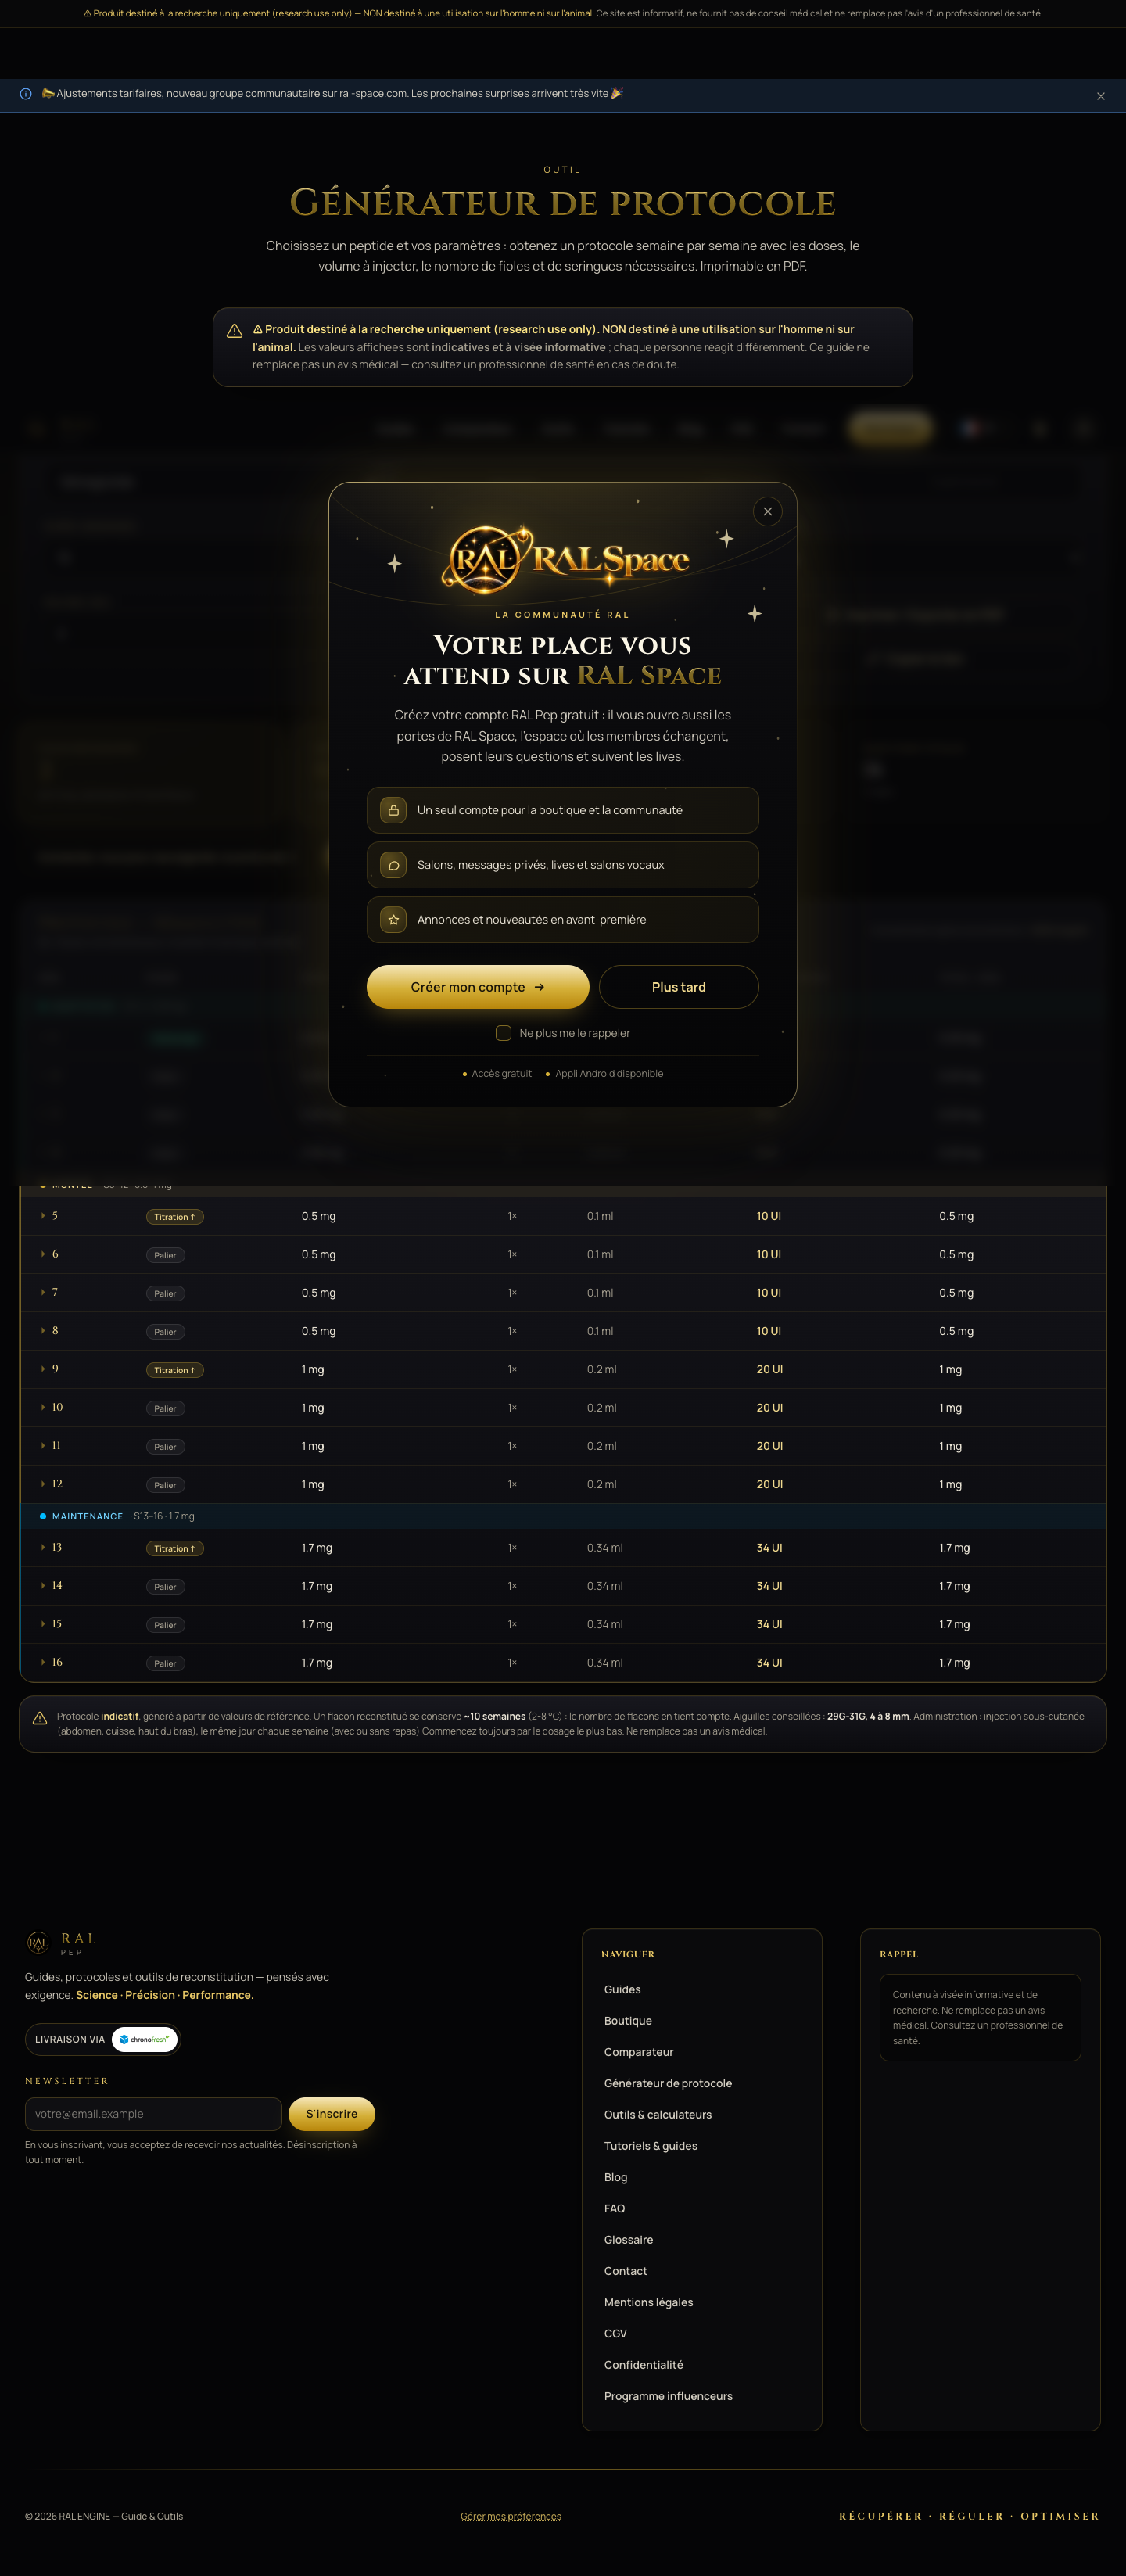 ⚠ Produit destiné à la recherche uniquement (research use only) — NON destiné à une utilisation sur l'homme ni sur l'animal. Ce site est informatif, ne fournit pas de conseil médical et ne remplace pas l'avis d'un professionnel de santé.
Ajustements tarifaires, nouveau groupe communautaire sur ral-space.com. Les prochaines surprises arrivent très vite 🎉
OUTIL
GÉNÉRATEUR DE PROTOCOLE
Choisissez un peptide et vos paramètres : obtenez un protocole semaine par semaine avec les doses, le
volume à injecter, le nombre de fioles et de seringues nécessaires. Imprimable en PDF.
⚠ Produit destiné à la recherche uniquement (research use only). NON destiné à une utilisation sur l'homme ni sur
l'animal. Les valeurs affichées sont indicatives et à visée informative ; chaque personne réagit différemment. Ce guide ne
remplace pas un avis médical — consultez un professionnel de santé en cas de doute.
RAL RAL Space
LA COMMUNAUTÉ RAL
VOTRE PLACE VOUS
ATTEND SUR RAL SPACE
Créez votre compte RAL Pep gratuit : il vous ouvre aussi les
portes de RAL Space, l'espace où les membres échangent,
posent leurs questions et suivent les lives.
Un seul compte pour la boutique et la communauté
Salons, messages privés, lives et salons vocaux
Annonces et nouveautés en avant-première
Créer mon compte →
Plus tard
Ne plus me le rappeler
Accès gratuit
Appli Android disponible
5 Titration ↑ 0.5 mg 1× 0.1 ml 10 UI 0.5 mg
6 Palier 0.5 mg 1× 0.1 ml 10 UI 0.5 mg
7 Palier 0.5 mg 1× 0.1 ml 10 UI 0.5 mg
8 Palier 0.5 mg 1× 0.1 ml 10 UI 0.5 mg
9 Titration ↑ 1 mg 1× 0.2 ml 20 UI 1 mg
10 Palier 1 mg 1× 0.2 ml 20 UI 1 mg
11 Palier 1 mg 1× 0.2 ml 20 UI 1 mg
12 Palier 1 mg 1× 0.2 ml 20 UI 1 mg
MAINTENANCE · S13–16 · 1.7 mg
13 Titration ↑ 1.7 mg 1× 0.34 ml 34 UI 1.7 mg
14 Palier 1.7 mg 1× 0.34 ml 34 UI 1.7 mg
15 Palier 1.7 mg 1× 0.34 ml 34 UI 1.7 mg
16 Palier 1.7 mg 1× 0.34 ml 34 UI 1.7 mg
Protocole indicatif, généré à partir de valeurs de référence. Un flacon reconstitué se conserve ~10 semaines (2-8 °C) : le nombre de flacons en tient compte. Aiguilles conseillées : 29G-31G, 4 à 8 mm. Administration : injection sous-cutanée
(abdomen, cuisse, haut du bras), le même jour chaque semaine (avec ou sans repas).Commencez toujours par le dosage le plus bas. Ne remplace pas un avis médical.
RAL
PEP
Guides, protocoles et outils de reconstitution — pensés avec
exigence. Science · Précision · Performance.
LIVRAISON VIA chronofresh
NEWSLETTER
votre@email.example
S'inscrire
En vous inscrivant, vous acceptez de recevoir nos actualités. Désinscription à
tout moment.
NAVIGUER
Guides
Boutique
Comparateur
Générateur de protocole
Outils & calculateurs
Tutoriels & guides
Blog
FAQ
Glossaire
Contact
Mentions légales
CGV
Confidentialité
Programme influenceurs
RAPPEL
Contenu à visée informative et de
recherche. Ne remplace pas un avis
médical. Consultez un professionnel de
santé.
© 2026 RAL ENGINE — Guide & Outils
Gérer mes préférences
RÉCUPÉRER · RÉGULER · OPTIMISER